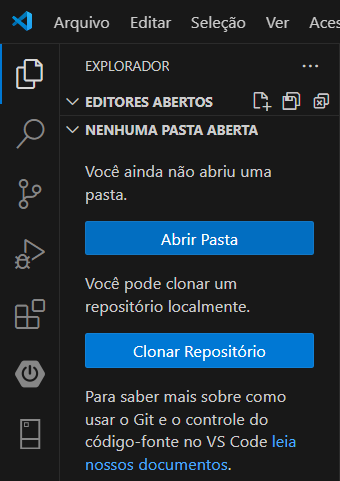 Arquivo Editar Seleção Ver Aces
EXPLORADOR
EDITORES ABERTOS
NENHUMA PASTA ABERTA
Você ainda não abriu uma
pasta.
Abrir Pasta
Você pode clonar um
repositório localmente.
Clonar Repositório
Para saber mais sobre como
usar o Git e o controle do
código-fonte no VS Code leia
nossos documentos.